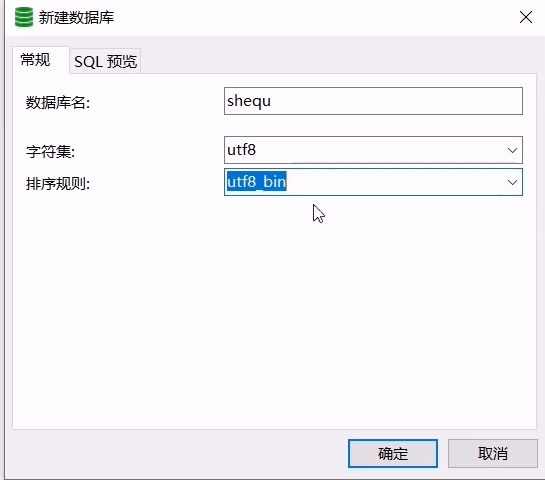 新建数据库
常规 SQL 预览
数据库名: shequ
字符集: utf8
排序规则: utf8_bin
确定 取消